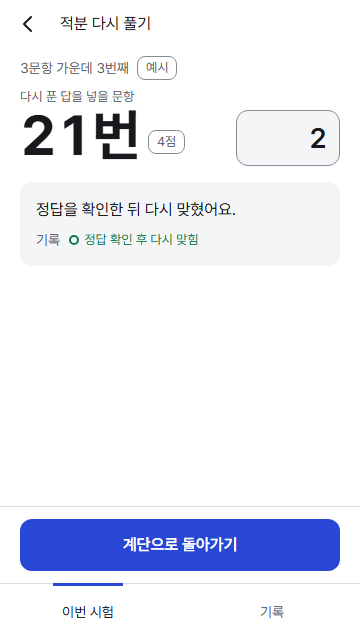 적분 다시 풀기
3문항 가운데 3번째 예시
다시 푼 답을 넣을 문항
21번 4점 2
정답을 확인한 뒤 다시 맞혔어요.
기록 정답 확인 후 다시 맞힘
계단으로 돌아가기
이번 시험 기록